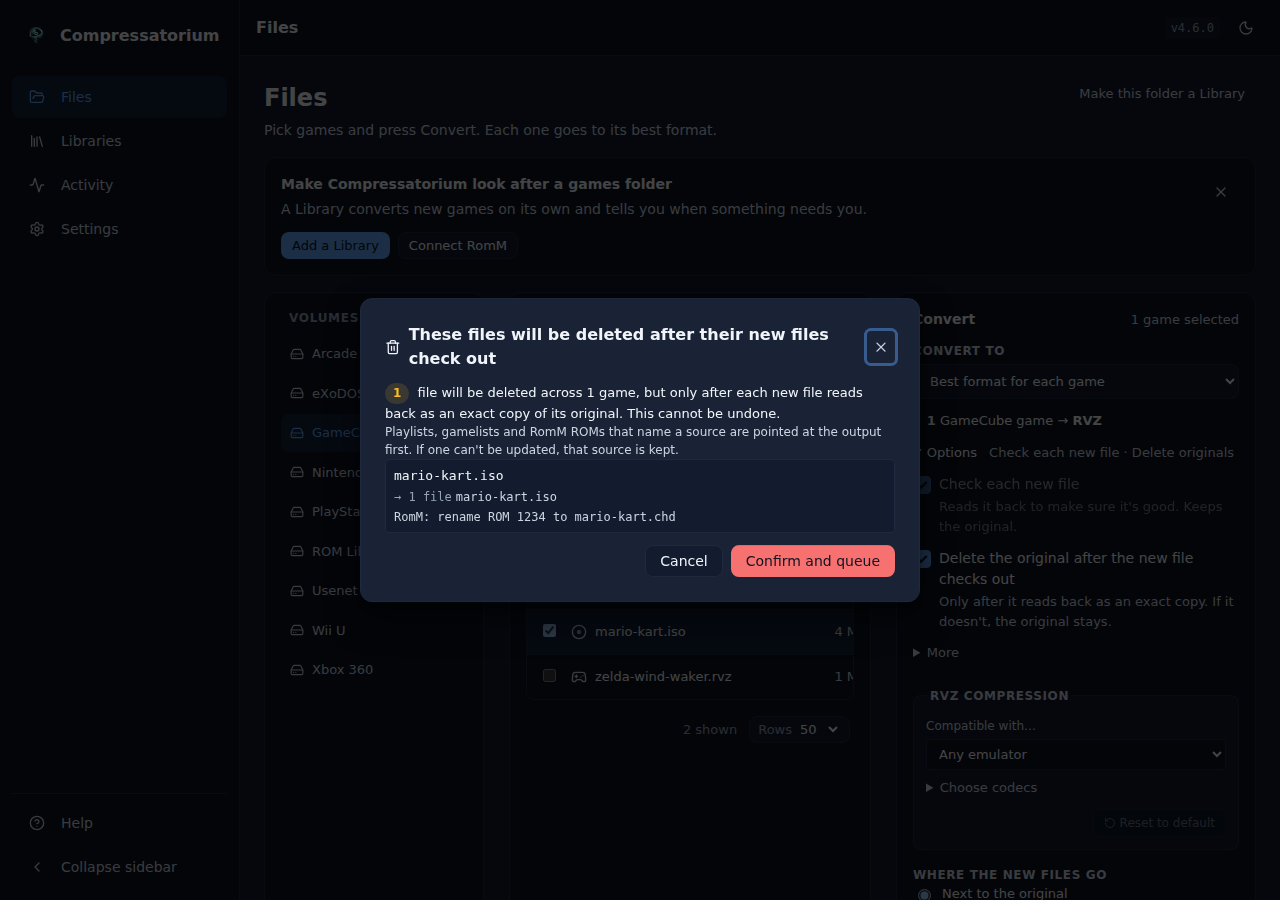 Compressatorium
Files
Libraries
Activity
Settings
Help
Collapse sidebar
Files
v4.6.0
Files
Make this folder a Library
Pick games and press Convert. Each one goes to its best format.
Make Compressatorium look after a games folder
A Library converts new games on its own and tells you when something needs you.
Add a Library
Connect RomM
VOLUMES
Arcade
Wii U
Xbox 360
These files will be deleted after their new files
check out
1 file will be deleted across 1 game, but only after each new file reads
back as an exact copy of its original. This cannot be undone.
Playlists, gamelists and RomM ROMs that name a source are pointed at the output
first. If one can't be updated, that source is kept.
mario-kart.iso
→ 1 file mario-kart.iso
RomM: rename ROM 1234 to mario-kart.chd
Cancel
Confirm and queue
mario-kart.iso
zelda-wind-waker.rvz
2 shown
Rows 50
1 game selected
Best format for each game
1 GameCube game → RVZ
Options Check each new file · Delete originals
Check each new file
Reads it back to make sure it's good. Keeps
the original.
Delete the original after the new file
checks out
Only after it reads back as an exact copy. If it
doesn't, the original stays.
More
RVZ COMPRESSION
Compatible with…
Any emulator
Choose codecs
Reset to default
WHERE THE NEW FILES GO
Next to the original